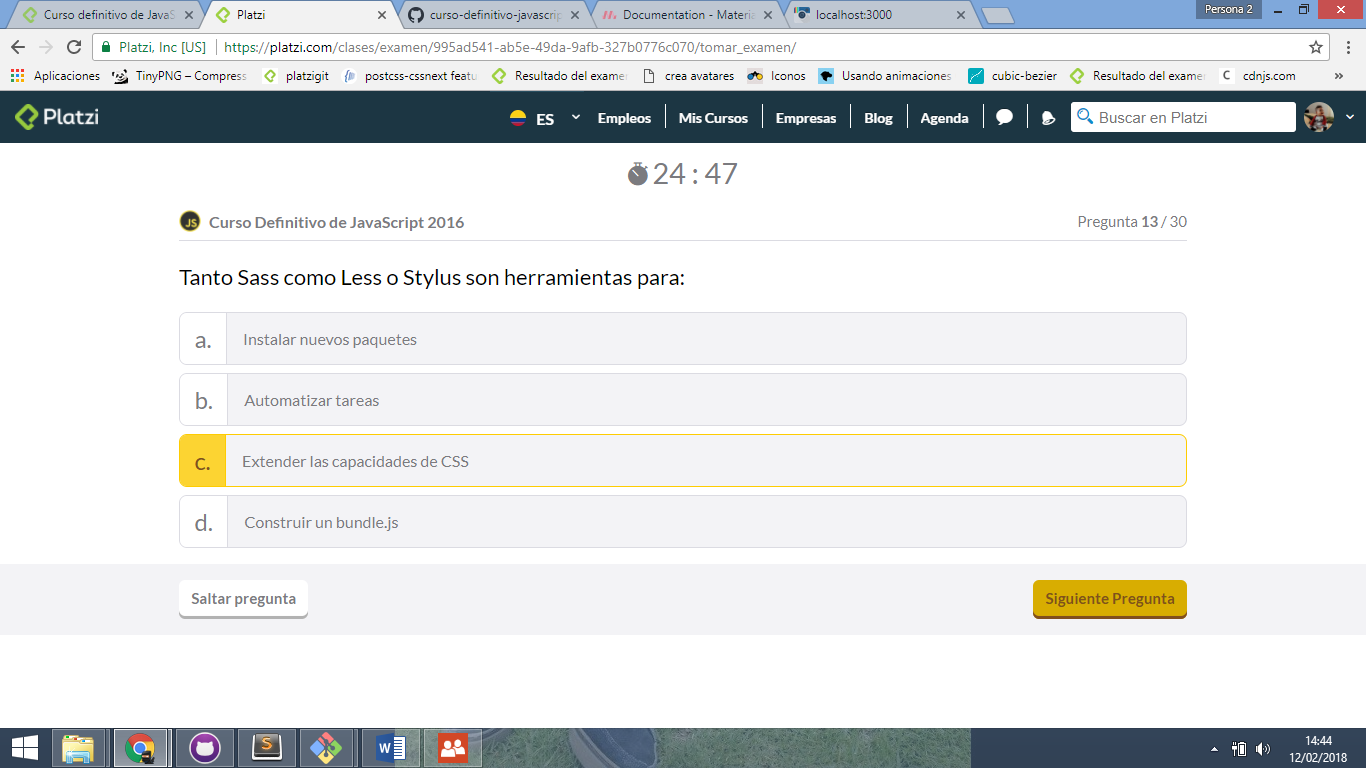 Curso definitivo de JavaS
Platzi
curso-definitivo-javascrip
Documentation - Materia
localhost:3000
Persona 2
Platzi, Inc [US]
https://platzi.com/clases/examen/995ad541-ab5e-49da-9afb-327b0776c070/tomar_examen/
Aplicaciones
TinyPNG – Compress
platzigit
postcss-cssnext featu
Resultado del examen
crea avatares
Iconos
Usando animaciones
cubic-bezier
Resultado del examen
C cdnjs.com
»
Platzi
ES
Empleos
Mis Cursos
Empresas
Blog
Agenda
Buscar en Platzi
24 : 47
JS
Curso Definitivo de JavaScript 2016
Pregunta 13 / 30
Tanto Sass como Less o Stylus son herramientas para:
a. Instalar nuevos paquetes
b. Automatizar tareas
c. Extender las capacidades de CSS
d. Construir un bundle.js
Saltar pregunta
Siguiente Pregunta
14:44
12/02/2018